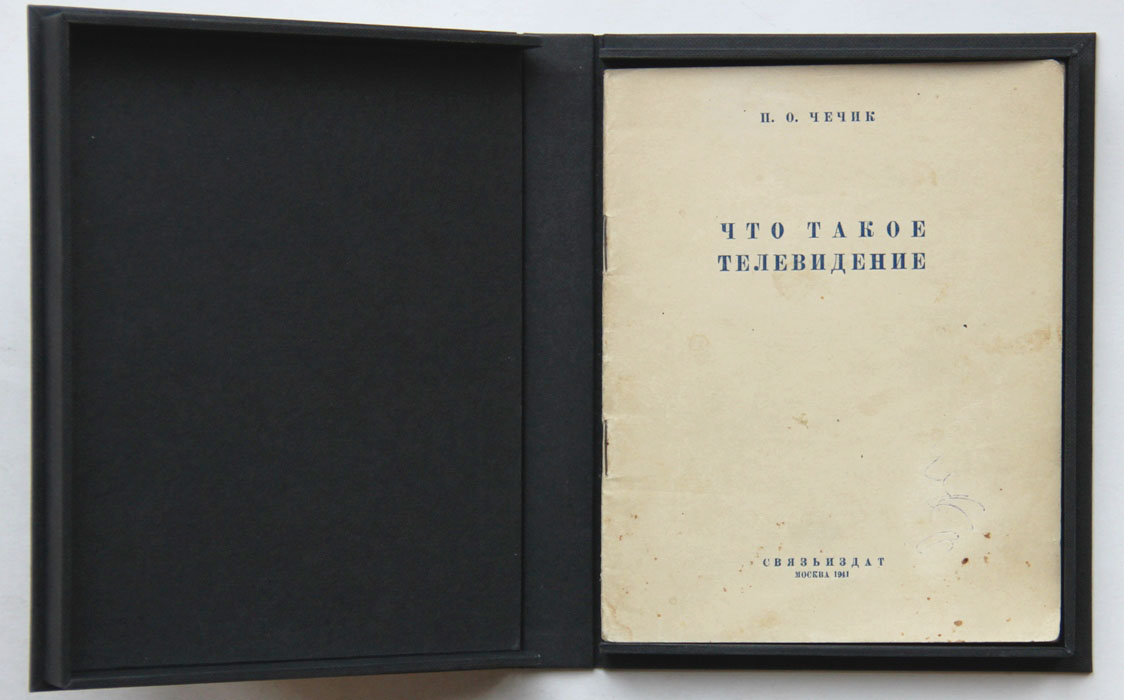 П. О. ЧЕЧИК
ЧТО ТАКОЕ
ТЕЛЕВИДЕНИЕ
СВЯЗЬИЗДАТ
МОСКВА 1941